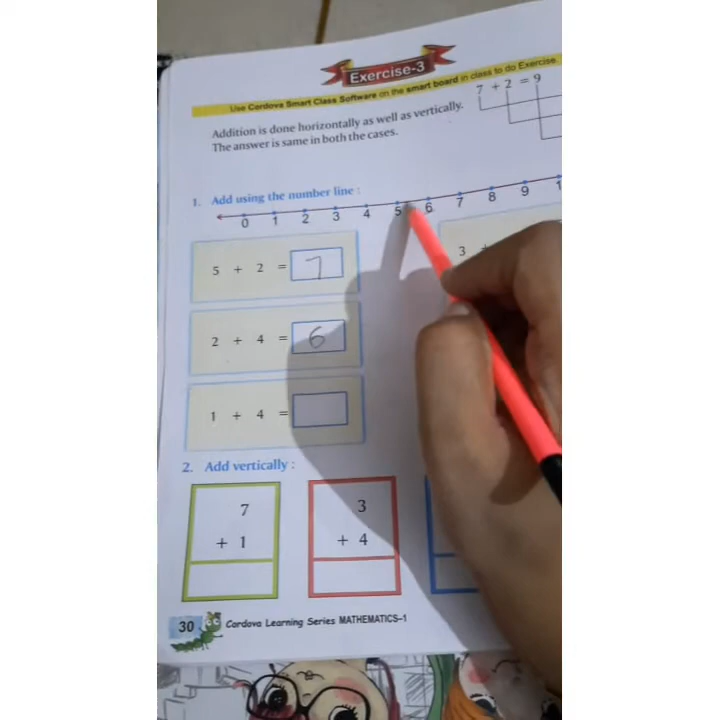 Exercise-3
Use Cordova Smart Class Software on the smart board in class to do Exercise.
Addition is done horizontally as well as vertically.
The answer is same in both the cases.
7 + 2 = 9
1. Add using the number line :
0 1 2 3 4 5 6 7 8 9
5 + 2 = 7
3
2 + 4 = 6
1 + 4 =
2. Add vertically :
7
+ 1
3
+ 4
30 Cordova Learning Series MATHEMATICS-1